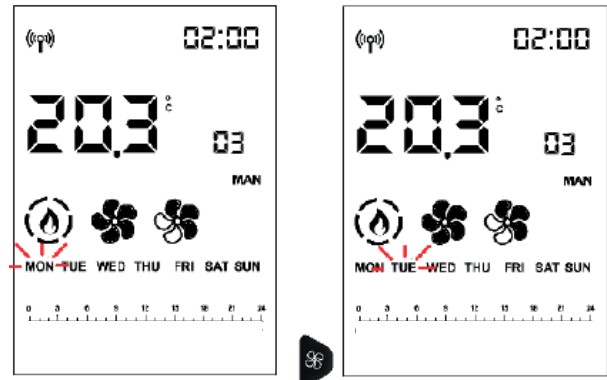 02:00
20.3 °C
03
MAN
MON TUE WED THU FRI SAT SUN
0 3 6 9 12 15 18 21 24
02:00
20.3 °C
03
MAN
MON TUE WED THU FRI SAT SUN
0 3 6 9 12 15 18 21 24